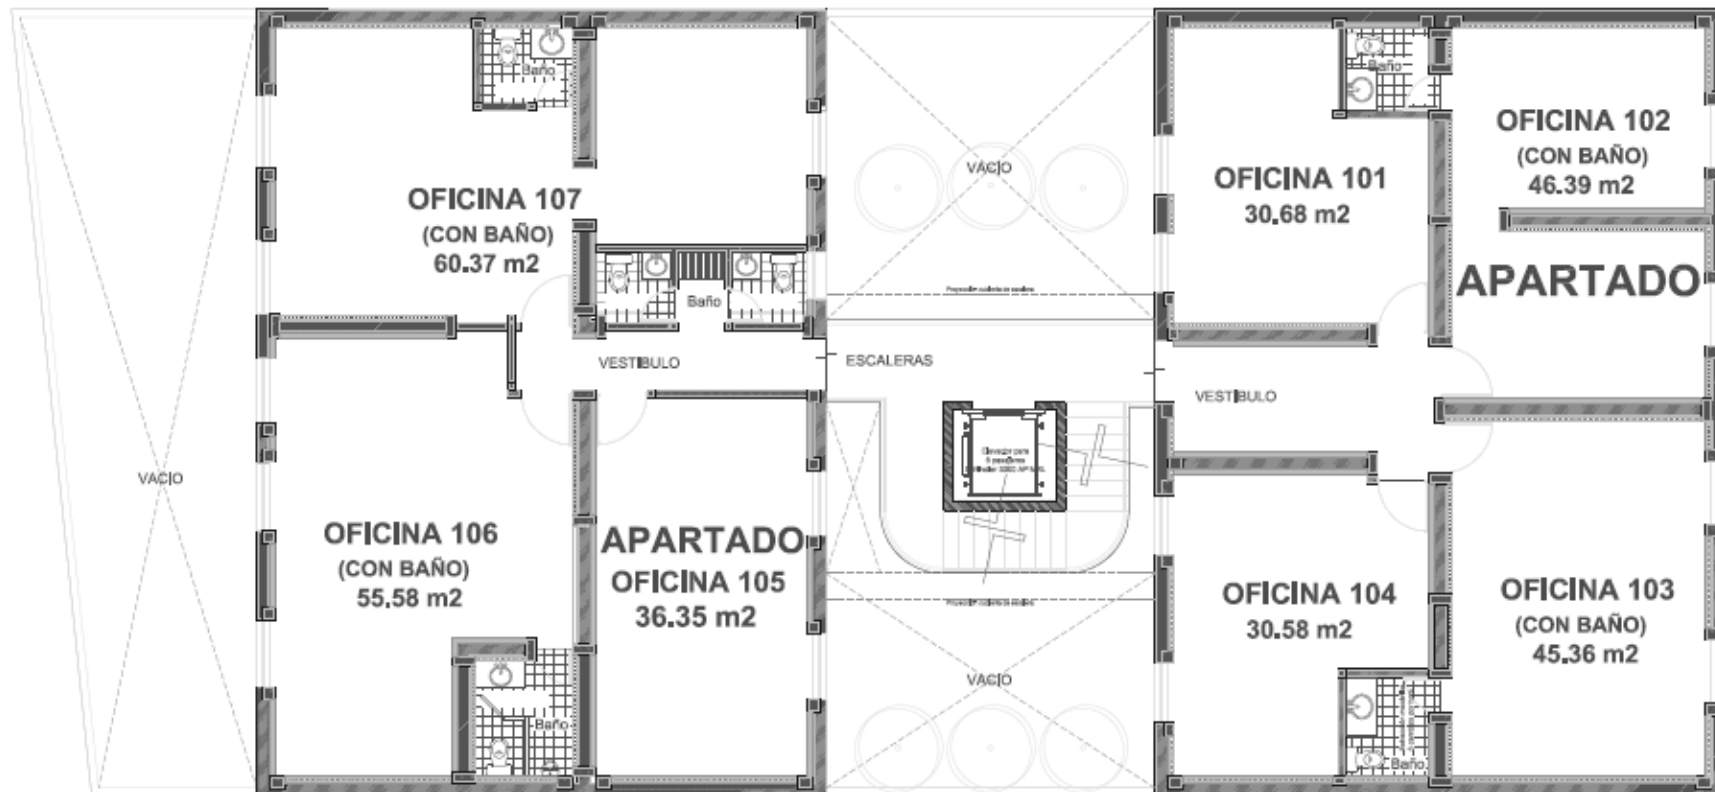 Baño
OFICINA 107
(CON BAÑO)
60.37 m2
Baño
VESTIBULO
VACIO
OFICINA 106
(CON BAÑO)
55.58 m2
Baño
APARTADO
OFICINA 105
36.35 m2
VACIO
ESCALERAS
Elevador para
VACIO
Baño
OFICINA 101
30.68 m2
OFICINA 102
(CON BAÑO)
46.39 m2
APARTADO
VESTIBULO
OFICINA 104
30.58 m2
Baño
OFICINA 103
(CON BAÑO)
45.36 m2